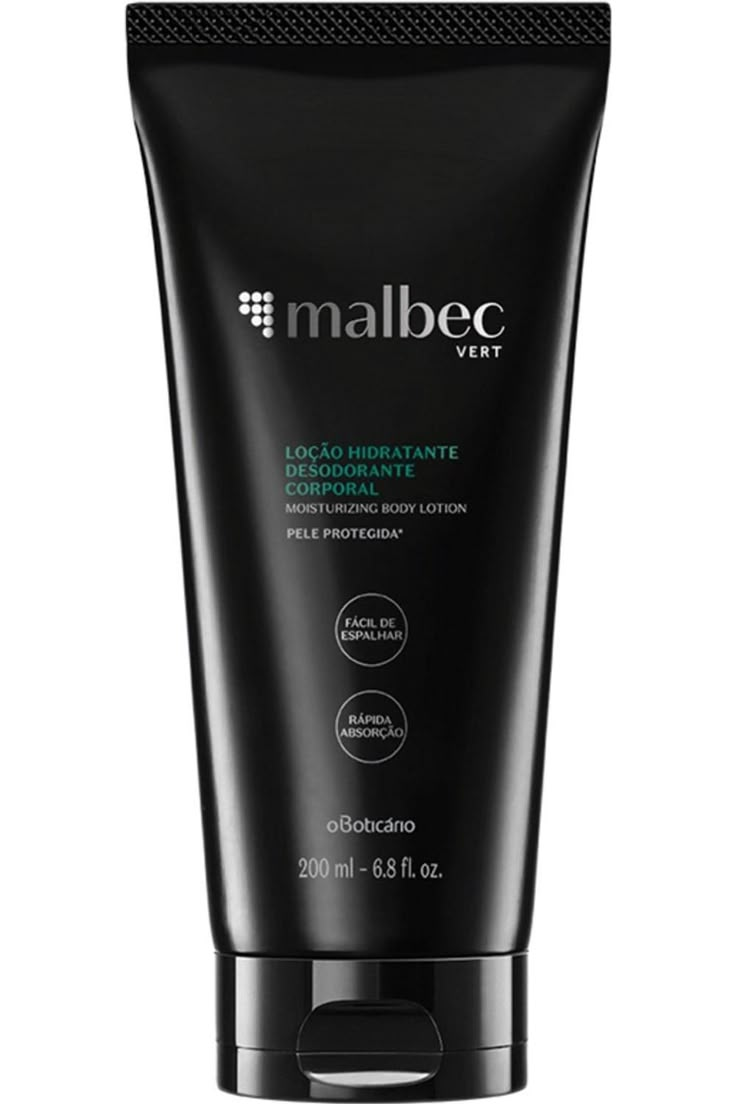 malbec
VERT
LOÇÃO HIDRATANTE
DESODORANTE
CORPORAL
MOISTURIZING BODY LOTION
PELE PROTEGIDA*
FÁCIL DE
ESPALHAR
RÁPIDA
ABSORÇÃO
oBoticário
200 ml - 6.8 fl. oz.